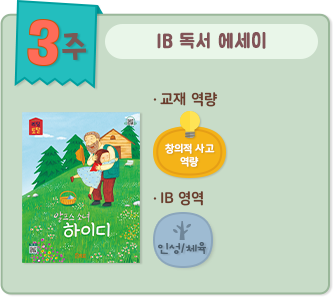 3주
IB 독서 에세이
· 교재 역량
창의적 사고
역량
· IB 영역
인성/체육
알프스 소녀
하이디